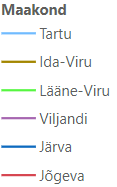 Maakond
Tartu
Ida-Viru
Lääne-Viru
Viljandi
Järva
Jõgeva